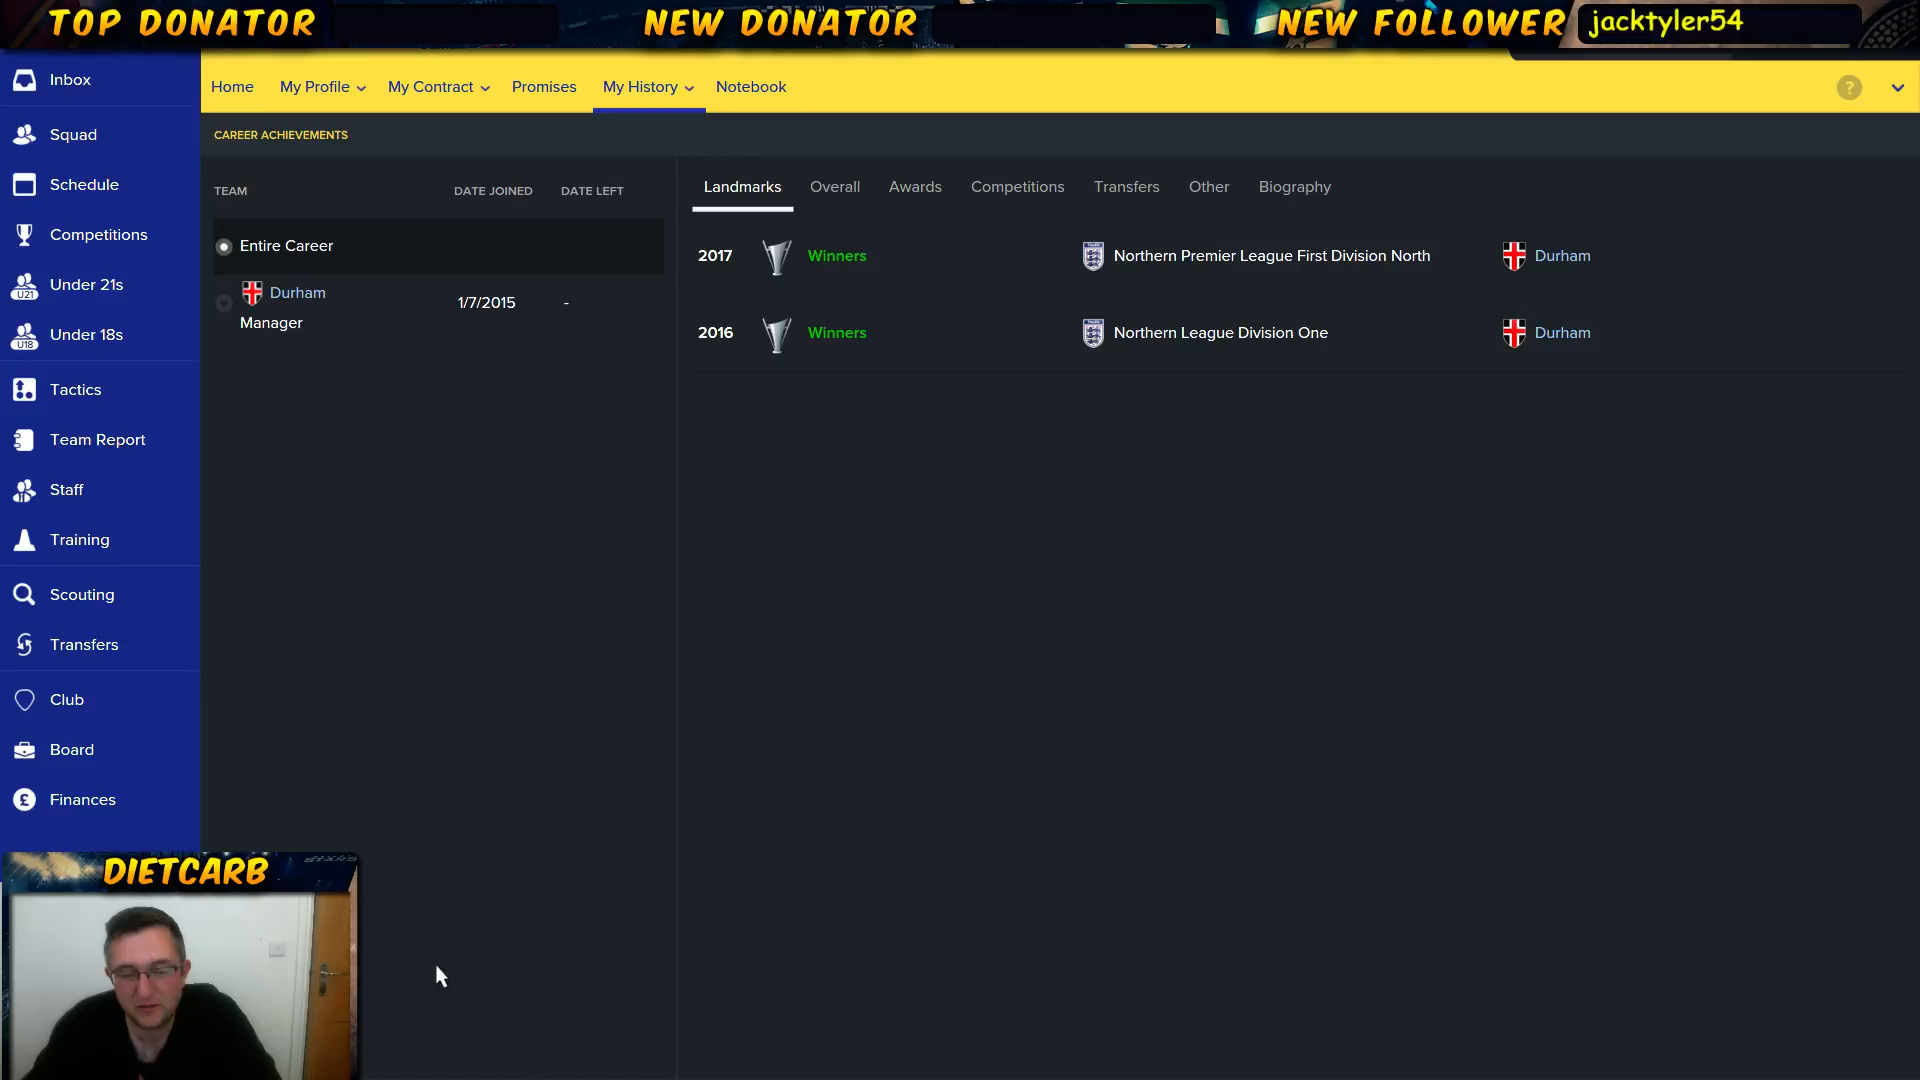 TOP DONATOR NEW DONATOR NEW FOLLOWER jacktyler54
Inbox
Squad
Schedule
Competitions
Under 21s
U21
Under 18s
U18
Tactics
Team Report
Staff
Training
Scouting
Transfers
Club
Board
£ Finances
Home My Profile My Contract Promises My History Notebook ?
CAREER ACHIEVEMENTS
TEAM DATE JOINED DATE LEFT
Entire Career
Durham
Manager 1/7/2015 -
Landmarks Overall Awards Competitions Transfers Other Biography
2017 Winners Northern Premier League First Division North Durham
2016 Winners Northern League Division One Durham
DIETCARB